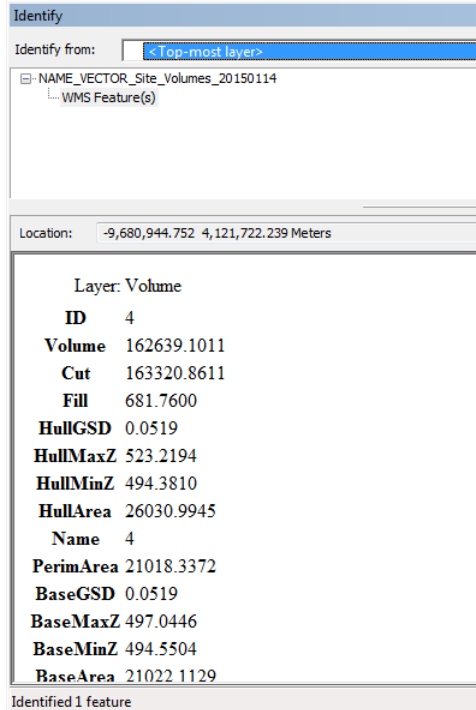 Identify
Identify from: <Top-most layer>
NAME_VECTOR_Site_Volumes_20150114
WMS Feature(s)
Location: -9,680,944.752 4,121,722.239 Meters
Layer: Volume
ID 4
Volume 162639.1011
Cut 163320.8611
Fill 681.7600
HullGSD 0.0519
HullMaxZ 523.2194
HullMinZ 494.3810
HullArea 26030.9945
Name 4
PerimArea 21018.3372
BaseGSD 0.0519
BaseMaxZ 497.0446
BaseMinZ 494.5504
BaseArea 21022.1129
Identified 1 feature